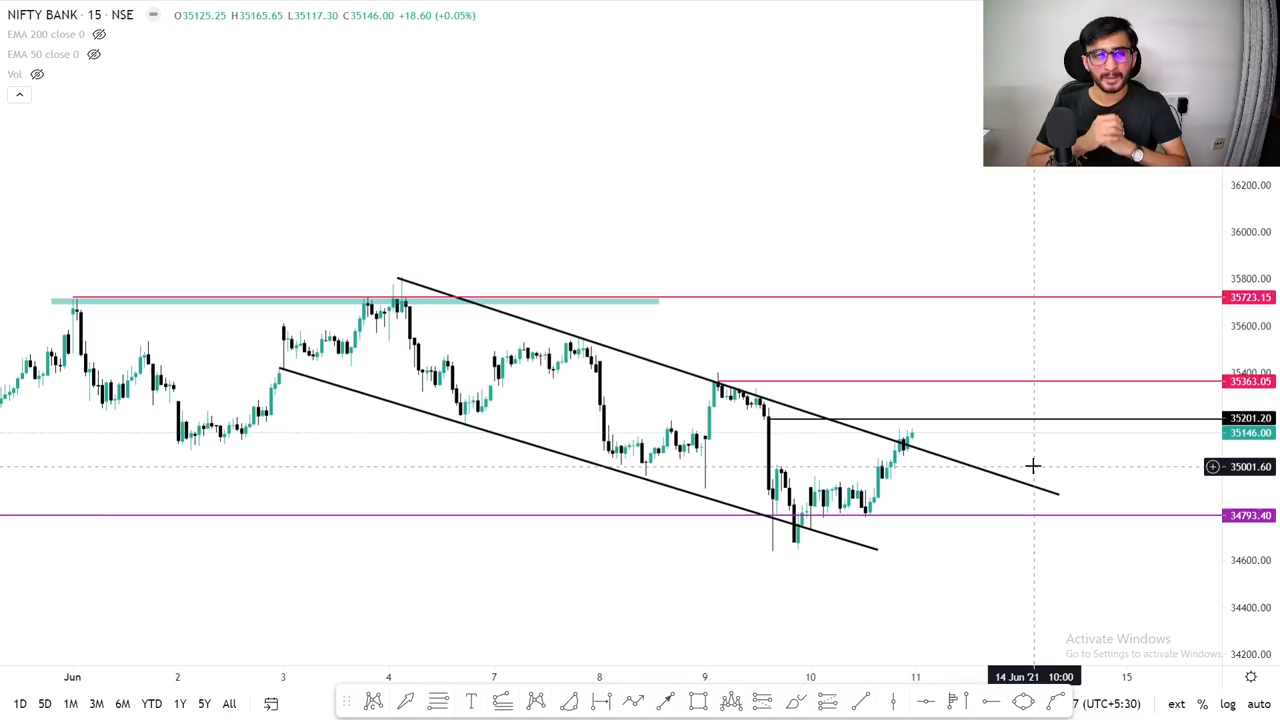 NIFTY BANK · 15 · NSE O35125.25 H35165.65 L35117.30 C35146.00 +18.60 (+0.05%)
EMA 200 close 0
EMA 50 close 0
Vol
36200.00
36000.00
35800.00
35723.15
35600.00
35400.00
35363.05
35201.20
35146.00
35001.60
34793.40
34600.00
34400.00
34200.00
Activate Windows
Go to Settings to activate Windows.
Jun 2 3 4 7 8 9 10 11 14 Jun '21 10:00 15
1D 5D 1M 3M 6M YTD 1Y 5Y All T 7 (UTC+5:30) ext % log auto